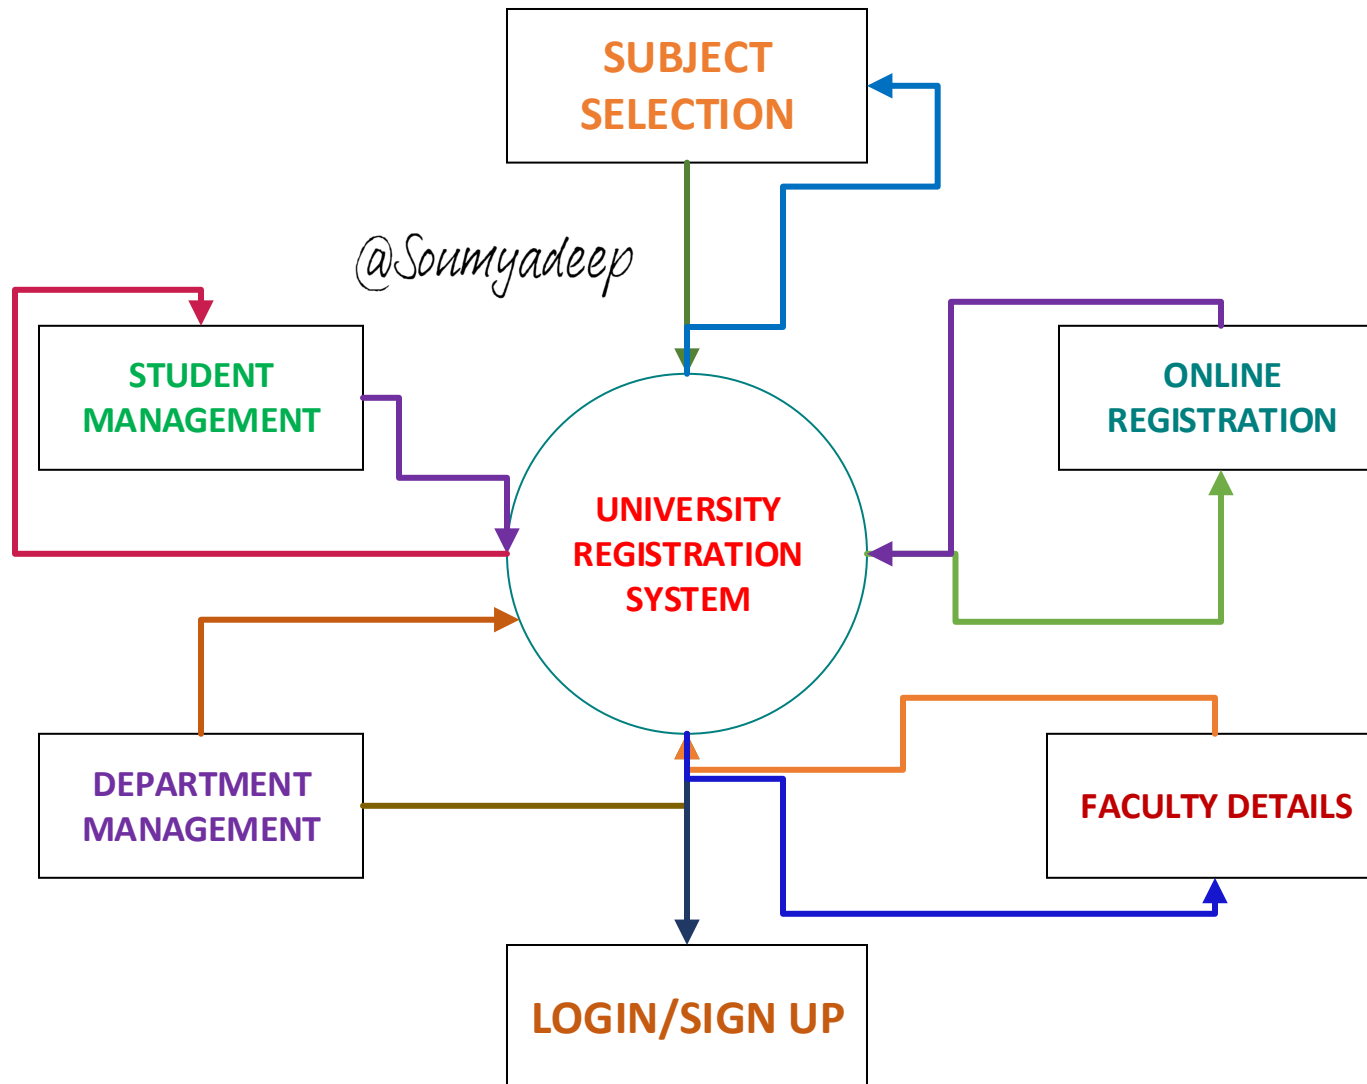 SUBJECT
SELECTION
@Soumyadeep
STUDENT
MANAGEMENT
ONLINE
REGISTRATION
UNIVERSITY
REGISTRATION
SYSTEM
DEPARTMENT
MANAGEMENT
FACULTY DETAILS
LOGIN/SIGN UP